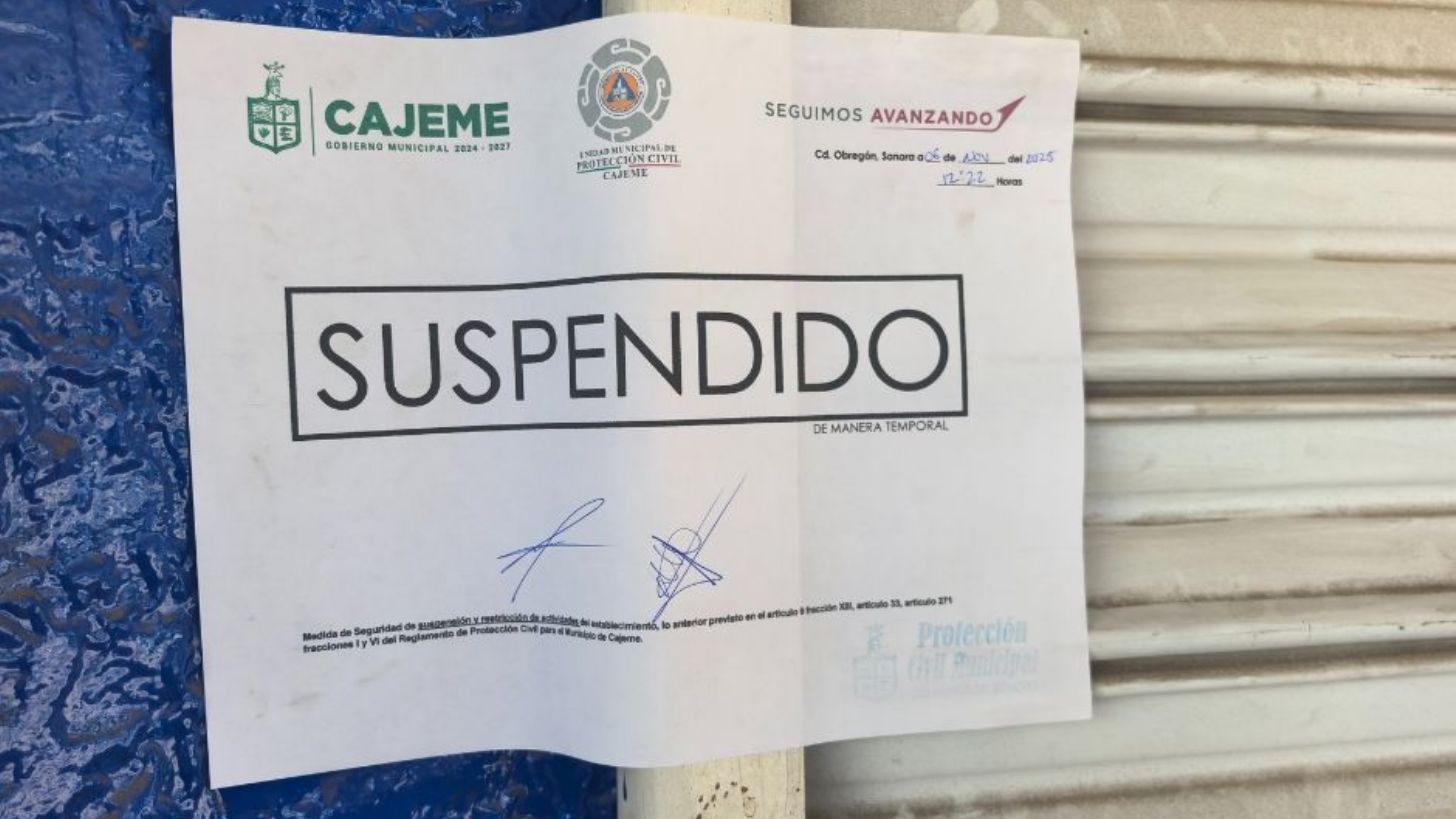 CAJEME
GOBIERNO MUNICIPAL 2024 - 2027
UNIDAD MUNICIPAL DE
PROTECCIÓN CIVIL
CAJEME
SEGUIMOS AVANZANDO
Cd. Obregón, Sonora a 06 de Nov del 2025
12:22 Horas
SUSPENDIDO
DE MANERA TEMPORAL
Medida de Seguridad de suspensión y restricción de actividades del establecimiento, lo anterior previsto en el artículo 9 fracción XIII, artículo 33, artículo 271
fracciones I y VI del Reglamento de Protección Civil para el Municipio de Cajeme.
Protección
Civil Municipal